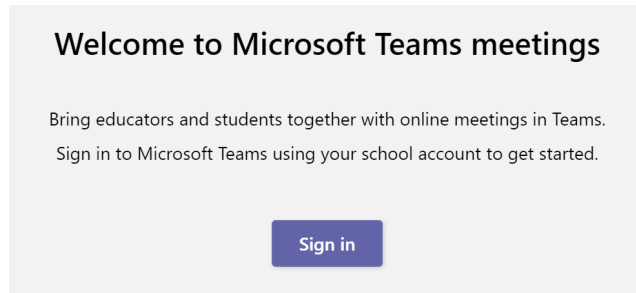 Welcome to Microsoft Teams meetings
Bring educators and students together with online meetings in Teams.
Sign in to Microsoft Teams using your school account to get started.
Sign in